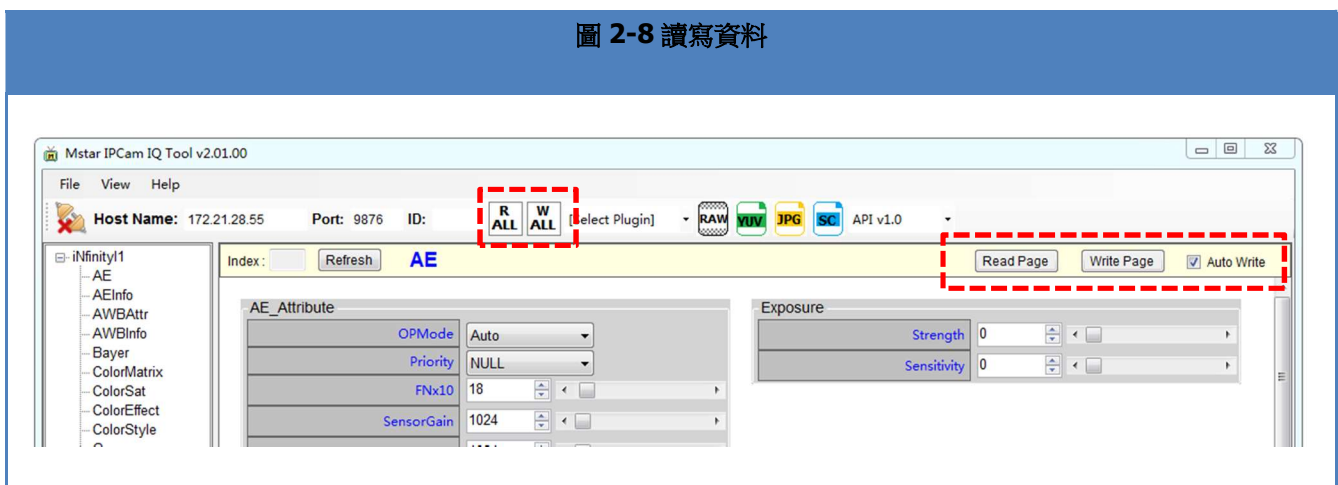 圖 2-8 讀寫資料
Mstar IPCam IQ Tool v2.01.00
File View Help
Host Name: 172.21.28.55 Port: 9876 ID: R ALL W ALL [Select Plugin] RAW YUV JPG SC API v1.0
iNfinityI1
AE
AEInfo
AWBAttr
AWBInfo
Bayer
ColorMatrix
ColorSat
ColorEffect
ColorStyle
Index: Refresh AE Read Page Write Page Auto Write
AE_Attribute
OPMode Auto
Priority NULL
FNx10 18
SensorGain 1024
Exposure
Strength 0
Sensitivity 0